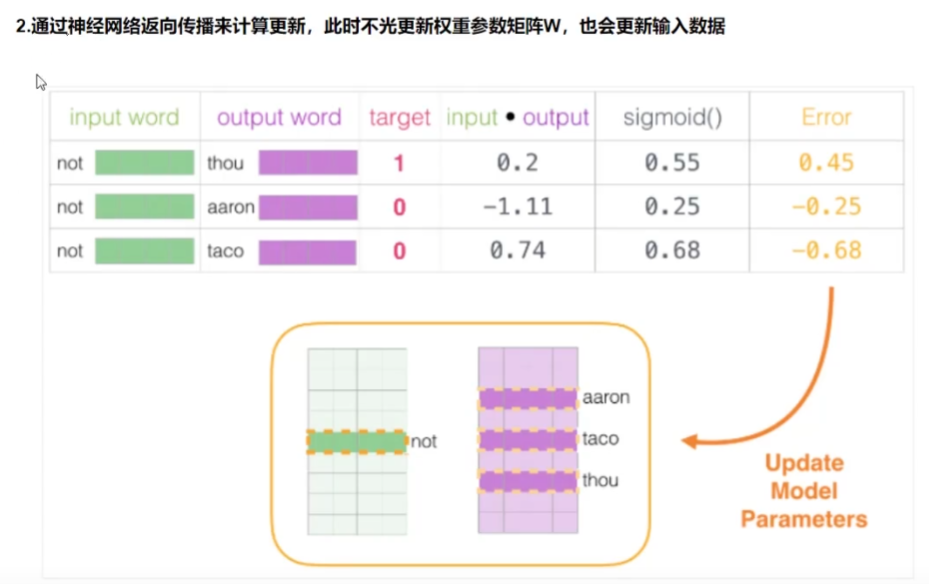 2.通过神经网络返向传播来计算更新，此时不光更新权重参数矩阵W，也会更新输入数据
input word output word target input • output sigmoid() Error
not thou 1 0.2 0.55 0.45
not aaron 0 -1.11 0.25 -0.25
not taco 0 0.74 0.68 -0.68
aaron
not taco
thou
Update
Model
Parameters